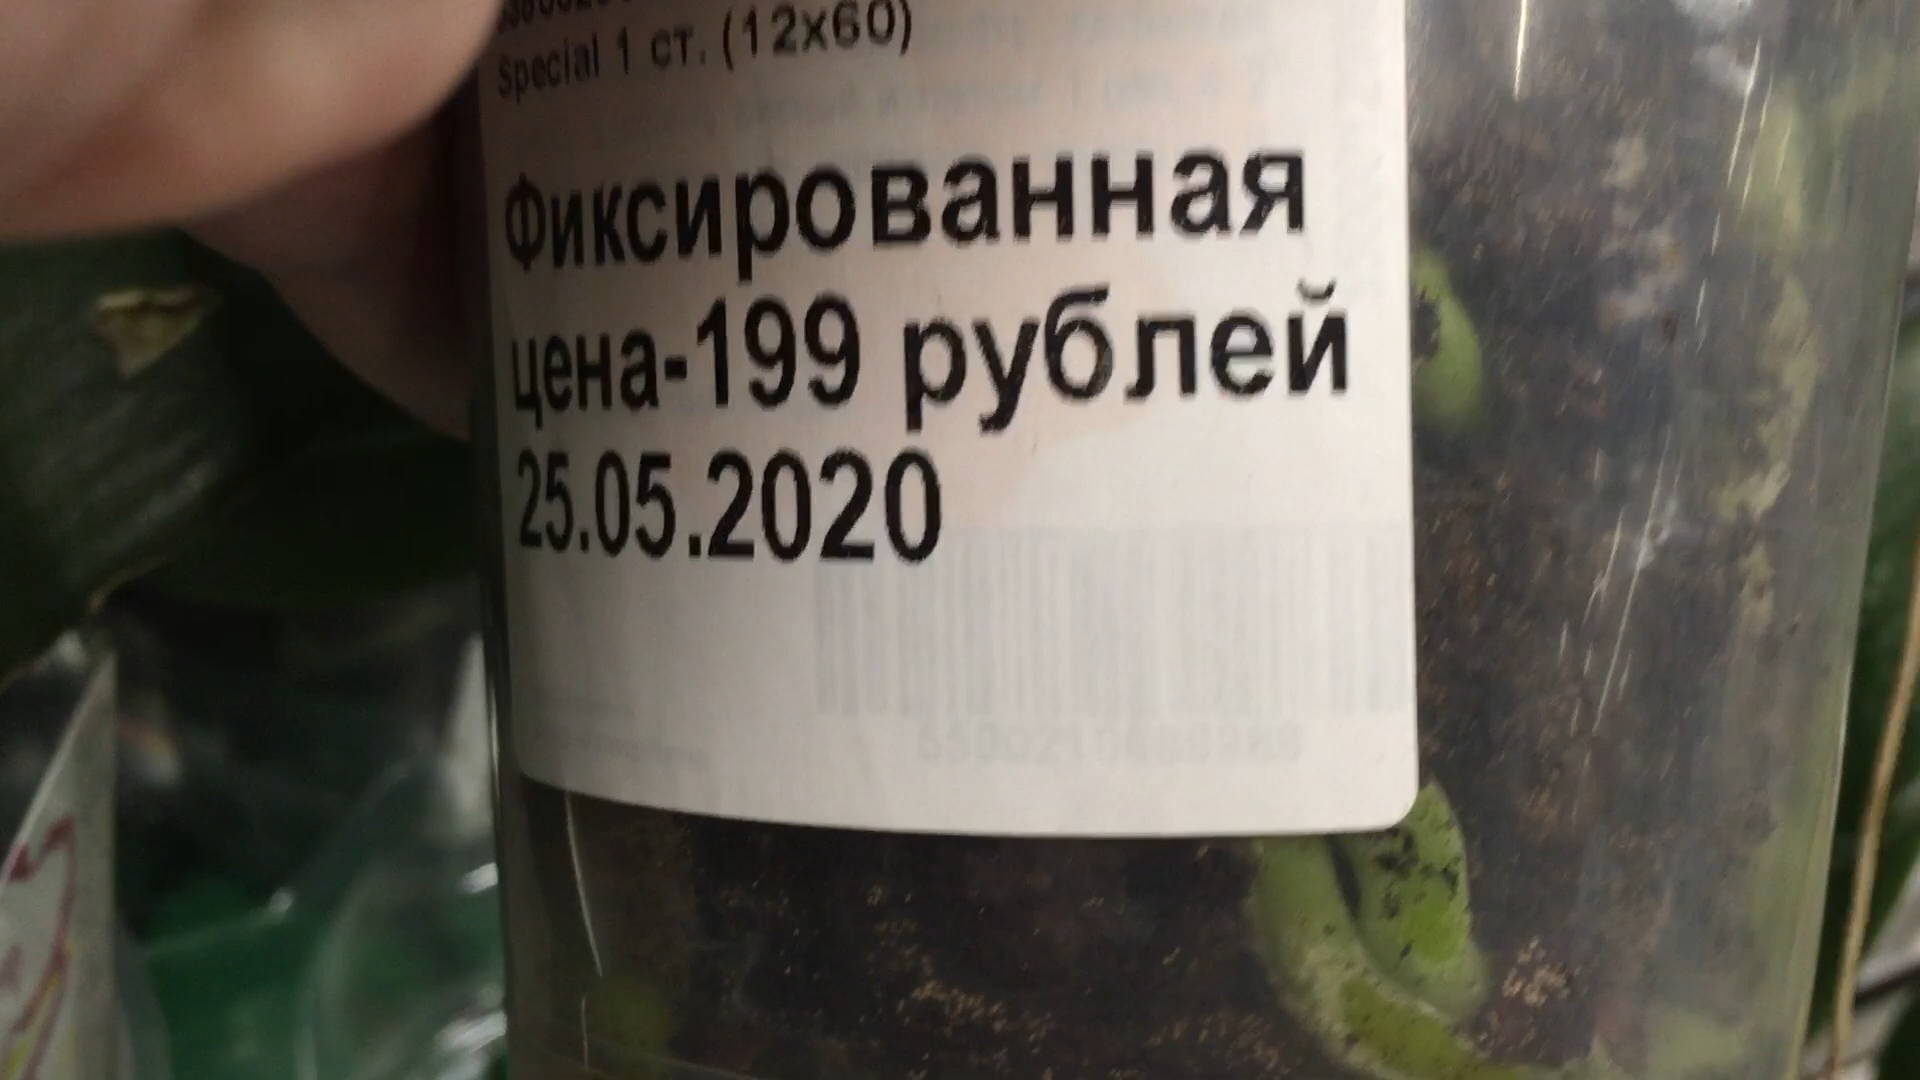 Special 1 ст. (12x60)
Фиксированная
цена-199 рублей
25.05.2020